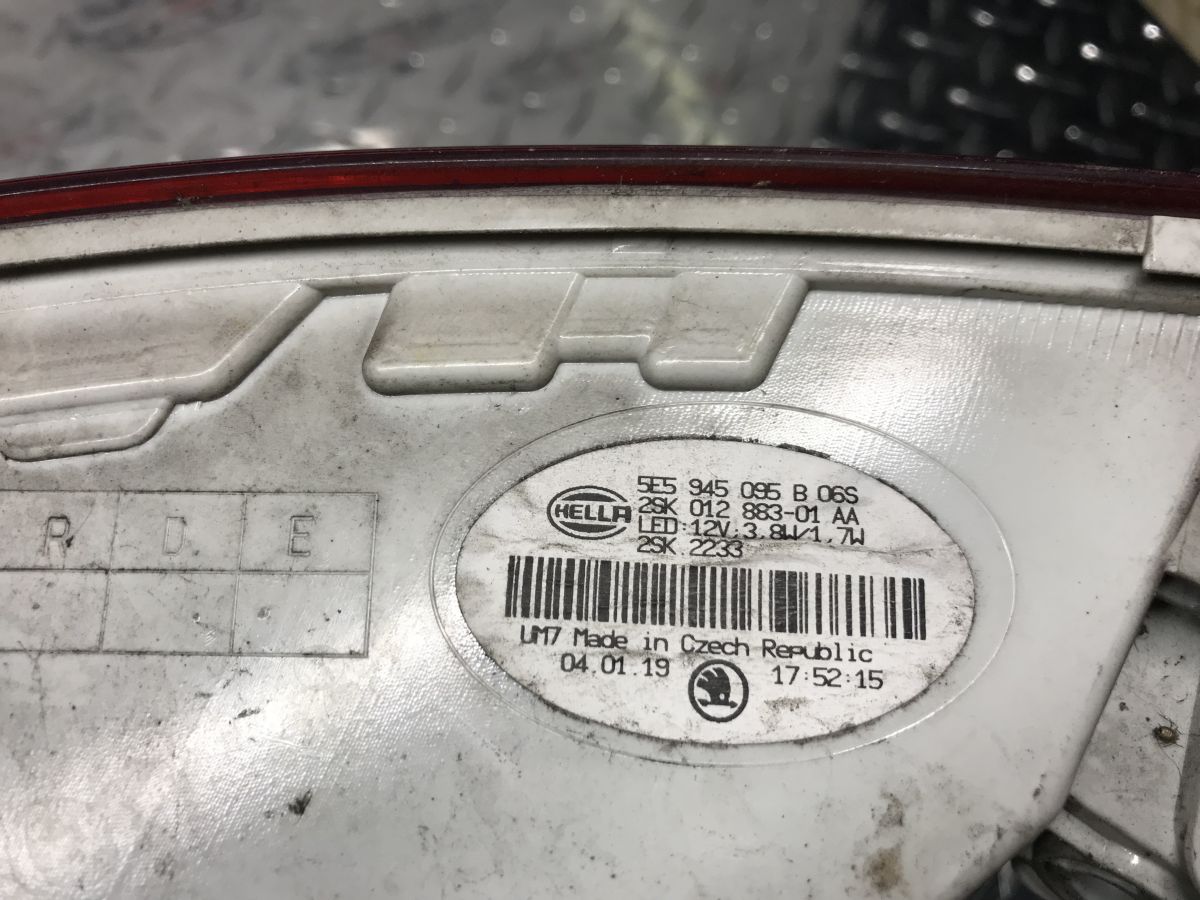 5E5 945 095 B 06S
HELLA
2SK 012 883-01 AA
LED:12V,3,8W/1,7W
2SK 2233
R D E
UM7 Made in Czech Republic
04.01.19 17:52:15